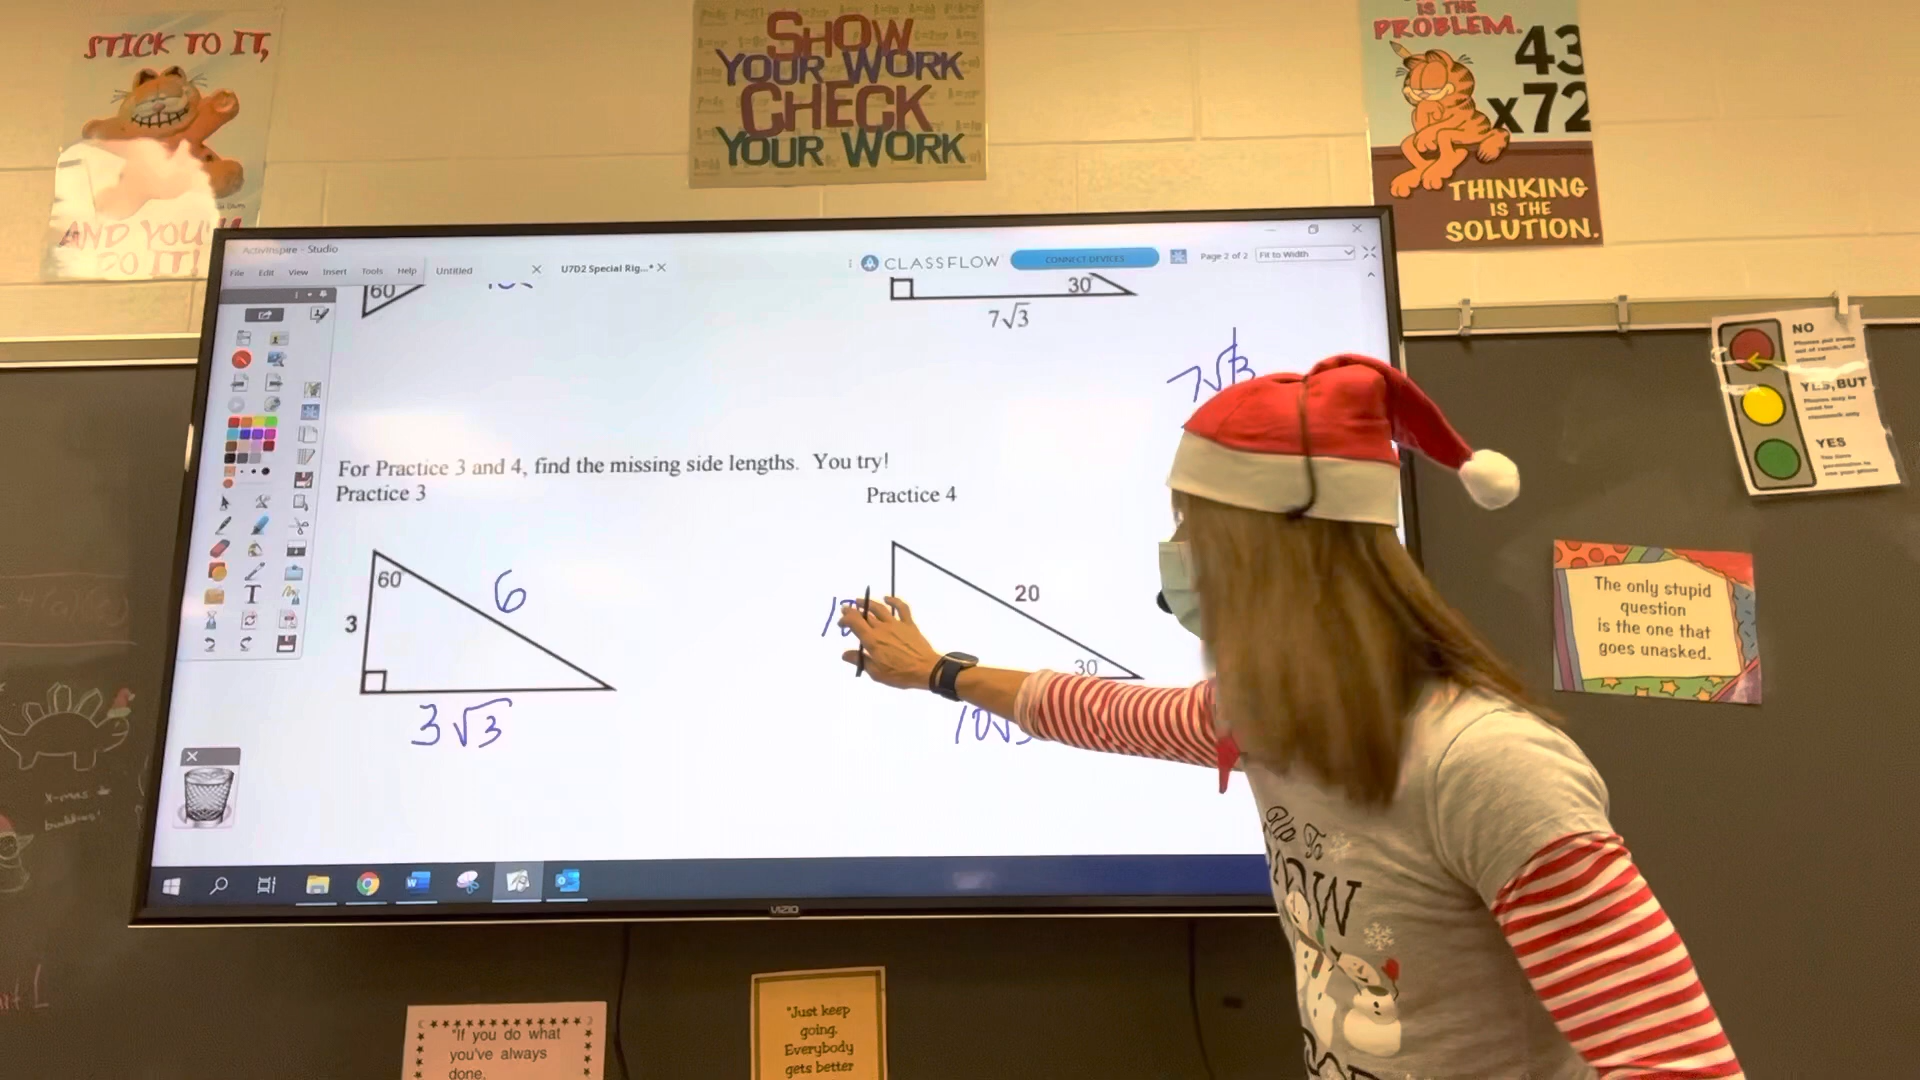 STICK TO IT,
AND YOU'LL
DO IT!
SHOW
YOUR WORK
CHECK
YOUR WORK
IS THE
PROBLEM.
43
x72
THINKING
IS THE
SOLUTION.
ActivInspire - Studio
File Edit View Insert Tools Help
Untitled
U7D2 Special Rig...*
CLASSFLOW
CONNECT DEVICES
Page 2 of 2
Fit to Width
60
30
7√3
7√3
For Practice 3 and 4, find the missing side lengths. You try!
Practice 3
Practice 4
60
6
3
3√3
20
10
30
10√3
VIZIO
NO
YES, BUT
YES
The only stupid
question
is the one that
goes unasked.
x-mas
"If you do what
you've always
done,
"Just keep
going.
Everybody
gets better